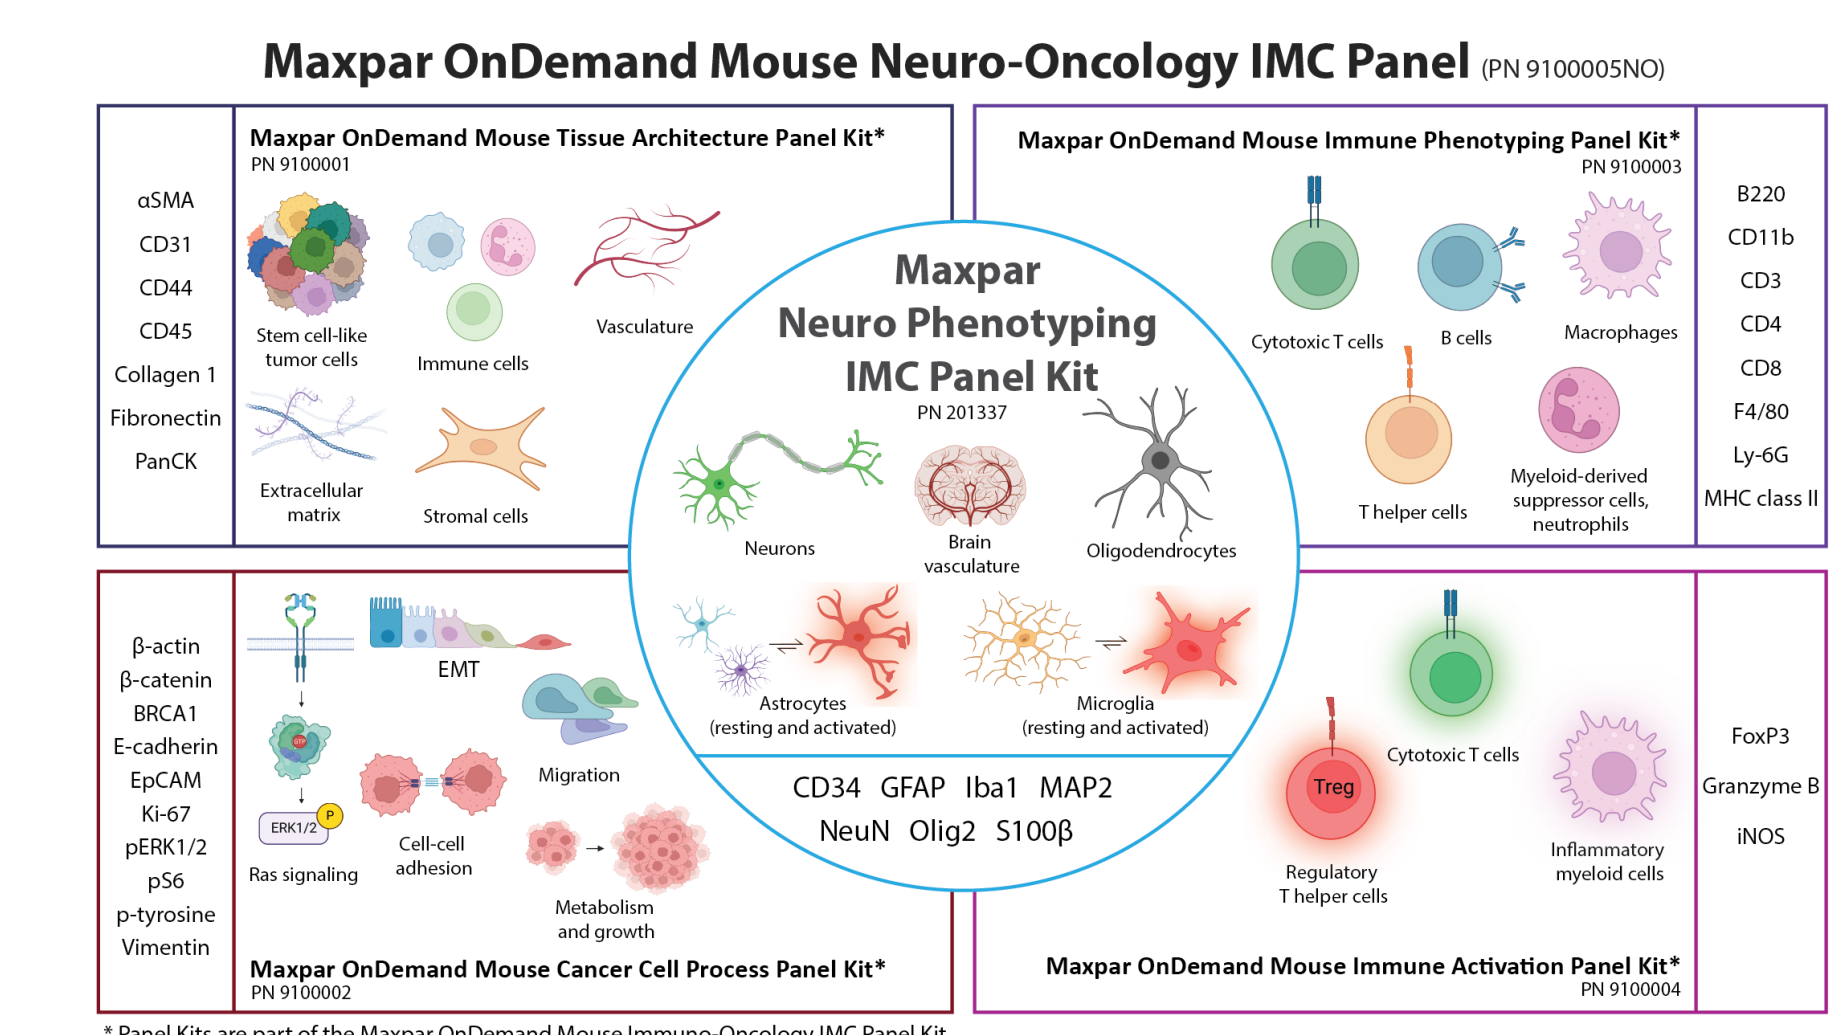 Maxpar OnDemand Mouse Neuro-Oncology IMC Panel (PN 9100005NO)
Maxpar OnDemand Mouse Tissue Architecture Panel Kit*
PN 9100001
αSMA
CD31
CD44
CD45
Collagen 1
Fibronectin
PanCK
Stem cell-like
tumor cells
Immune cells
Vasculature
Extracellular
matrix
Stromal cells
Maxpar OnDemand Mouse Immune Phenotyping Panel Kit*
PN 9100003
Cytotoxic T cells
B cells
Macrophages
T helper cells
Myeloid-derived
suppressor cells,
neutrophils
B220
CD11b
CD3
CD4
CD8
F4/80
Ly-6G
MHC class II
Maxpar
Neuro Phenotyping
IMC Panel Kit
PN 201337
Neurons
Brain
vasculature
Oligodendrocytes
Astrocytes
(resting and activated)
Microglia
(resting and activated)
CD34 GFAP Iba1 MAP2
NeuN Olig2 S100β
β-actin
β-catenin
BRCA1
E-cadherin
EpCAM
Ki-67
pERK1/2
pS6
p-tyrosine
Vimentin
GTP
ERK1/2
P
Ras signaling
EMT
Cell-cell
adhesion
Migration
Metabolism
and growth
Maxpar OnDemand Mouse Cancer Cell Process Panel Kit*
PN 9100002
Treg
Regulatory
T helper cells
Cytotoxic T cells
Inflammatory
myeloid cells
FoxP3
Granzyme B
iNOS
Maxpar OnDemand Mouse Immune Activation Panel Kit*
PN 9100004
* Panel Kits are part of the Maxpar OnDemand Mouse Immuno-Oncology IMC Panel Kit